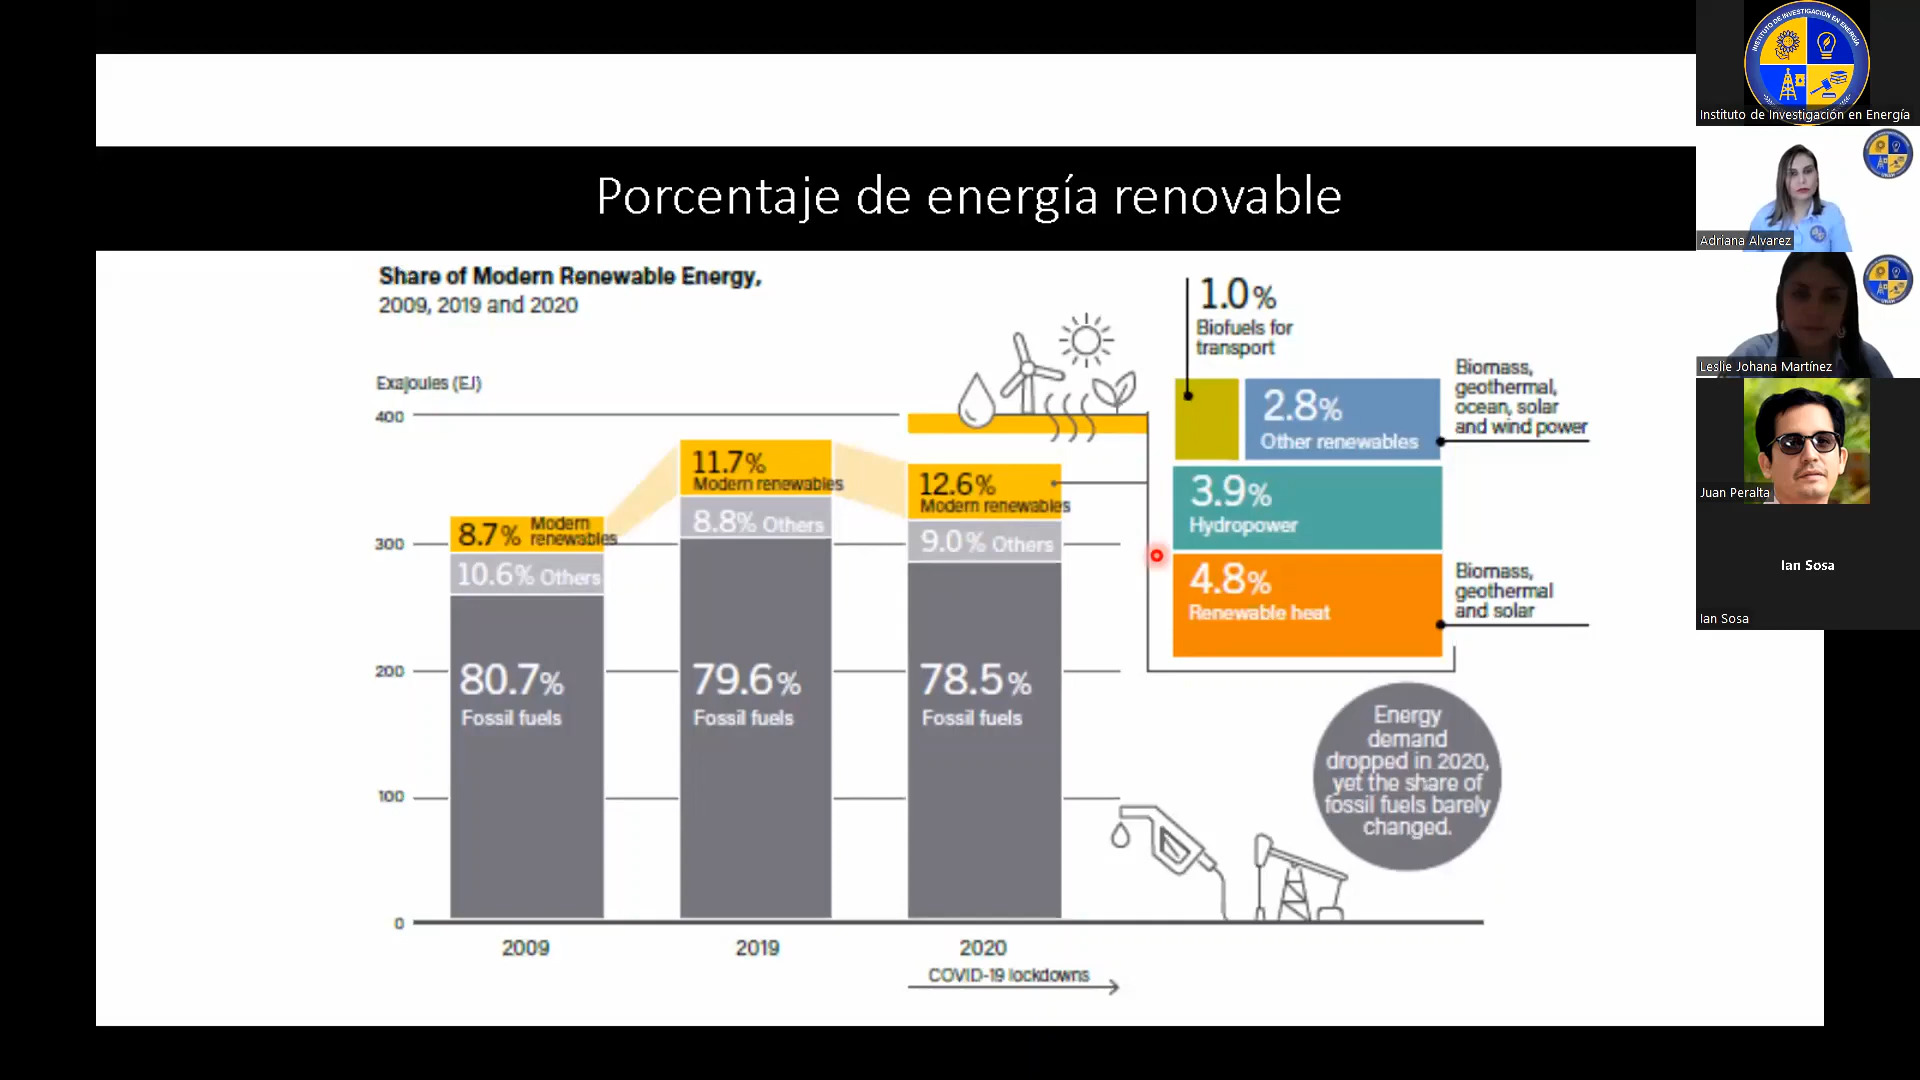 Porcentaje de energía renovable
Share of Modern Renewable Energy,
2009, 2019 and 2020
Exajoules (EJ)
400
300
200
100
0
8.7% Modern
renewables
10.6% Others
80.7%
Fossil fuels
2009
11.7%
Modern renewables
8.8% Others
79.6%
Fossil fuels
2019
12.6%
Modern renewables
9.0% Others
78.5%
Fossil fuels
2020
COVID-19 lockdowns
1.0%
Biofuels for
transport
2.8%
Other renewables
Biomass,
geothermal,
ocean, solar
and wind power
3.9%
Hydropower
4.8%
Renewable heat
Biomass,
geothermal
and solar
Energy
demand
dropped in 2020,
yet the share of
fossil fuels barely
changed.
INSTITUTO DE INVESTIGACIÓN EN ENERGÍA
Instituto de Investigación en Energía
Adriana Alvarez
Leslie Johana Martínez
Juan Peralta
Ian Sosa
Ian Sosa